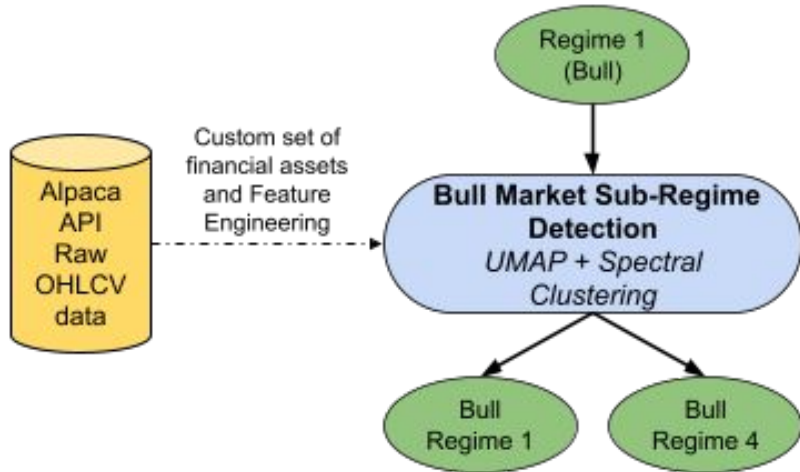 Regime 1
(Bull)
Custom set of
financial assets
and Feature
Engineering
Alpaca
API
Raw
OHLCV
data
Bull Market Sub-Regime
Detection
UMAP + Spectral
Clustering
Bull
Regime 1
Bull
Regime 4